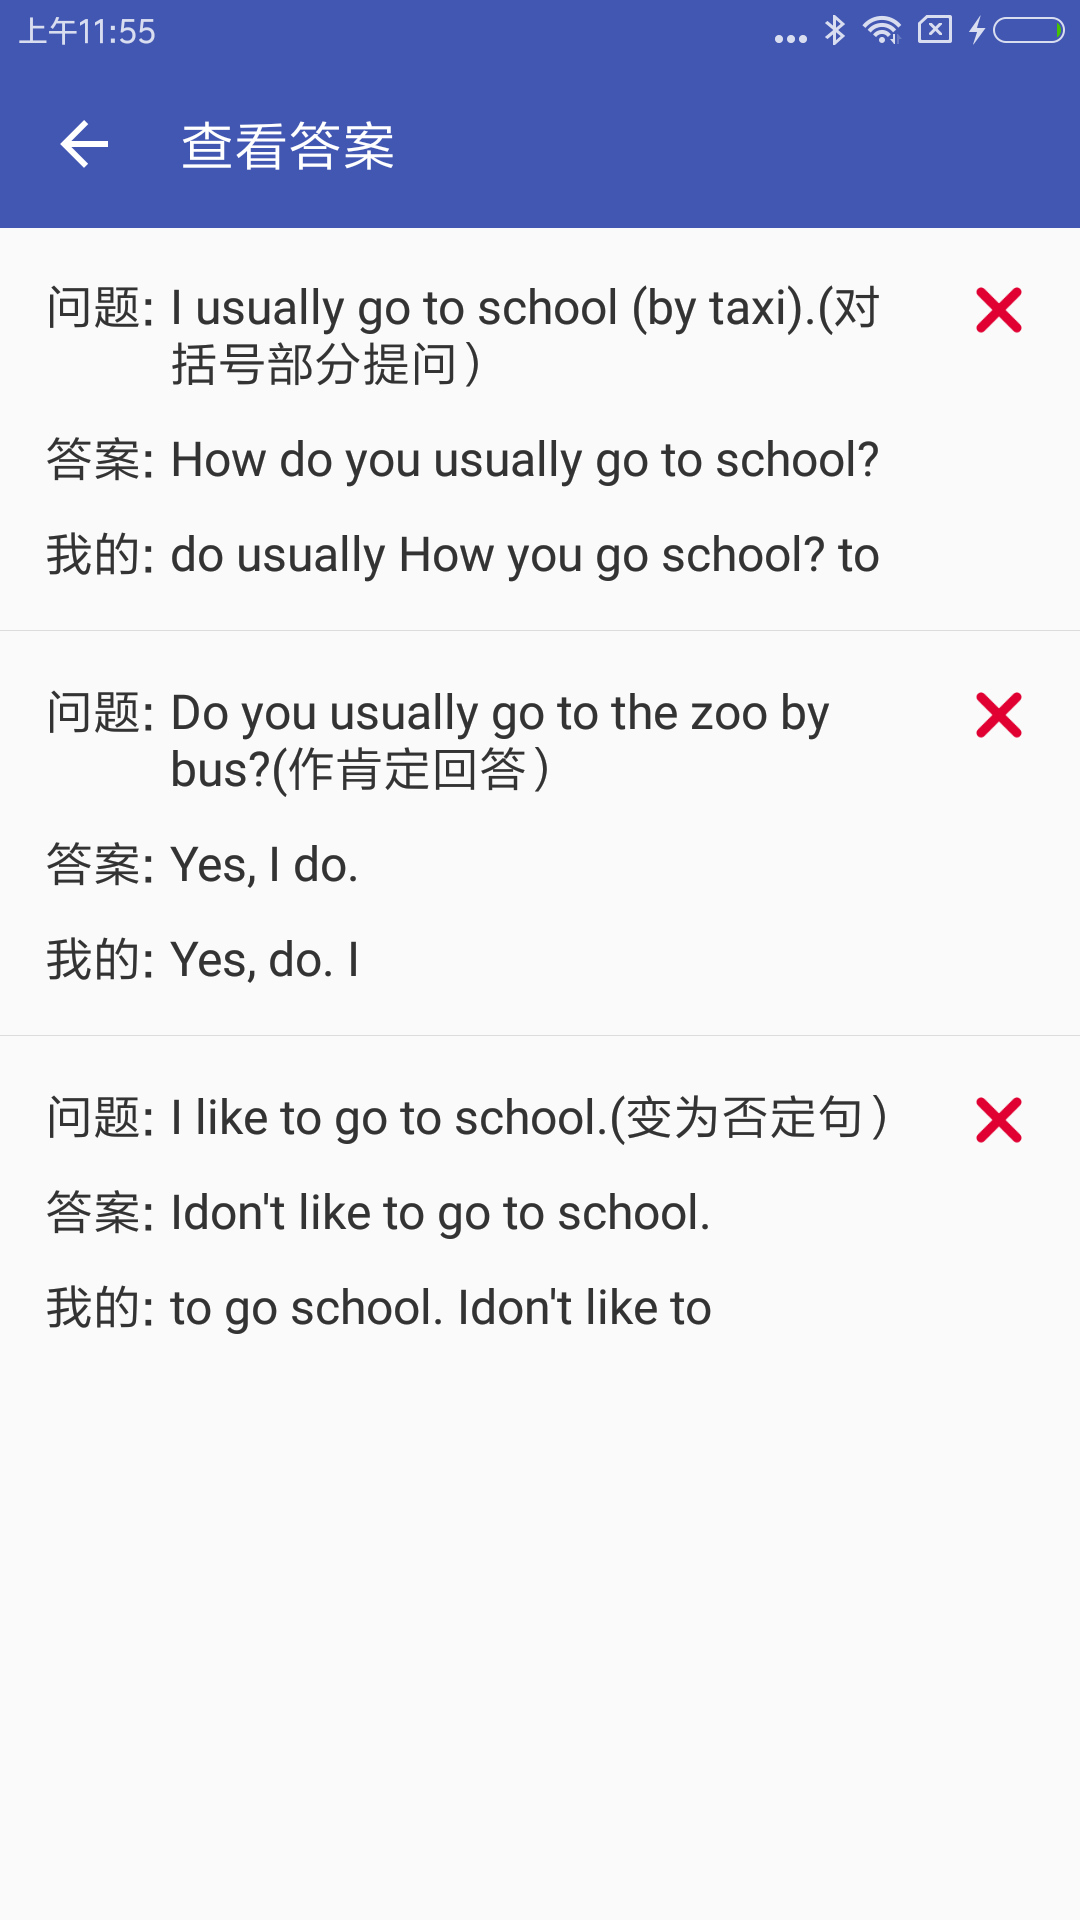 上午11:55
查看答案
问题: I usually go to school (by taxi).(对
括号部分提问）
答案: How do you usually go to school?
我的: do usually How you go school? to
问题: Do you usually go to the zoo by
bus?(作肯定回答）
答案: Yes, I do.
我的: Yes, do. I
问题: I like to go to school.(变为否定句）
答案: Idon't like to go to school.
我的: to go school. Idon't like to